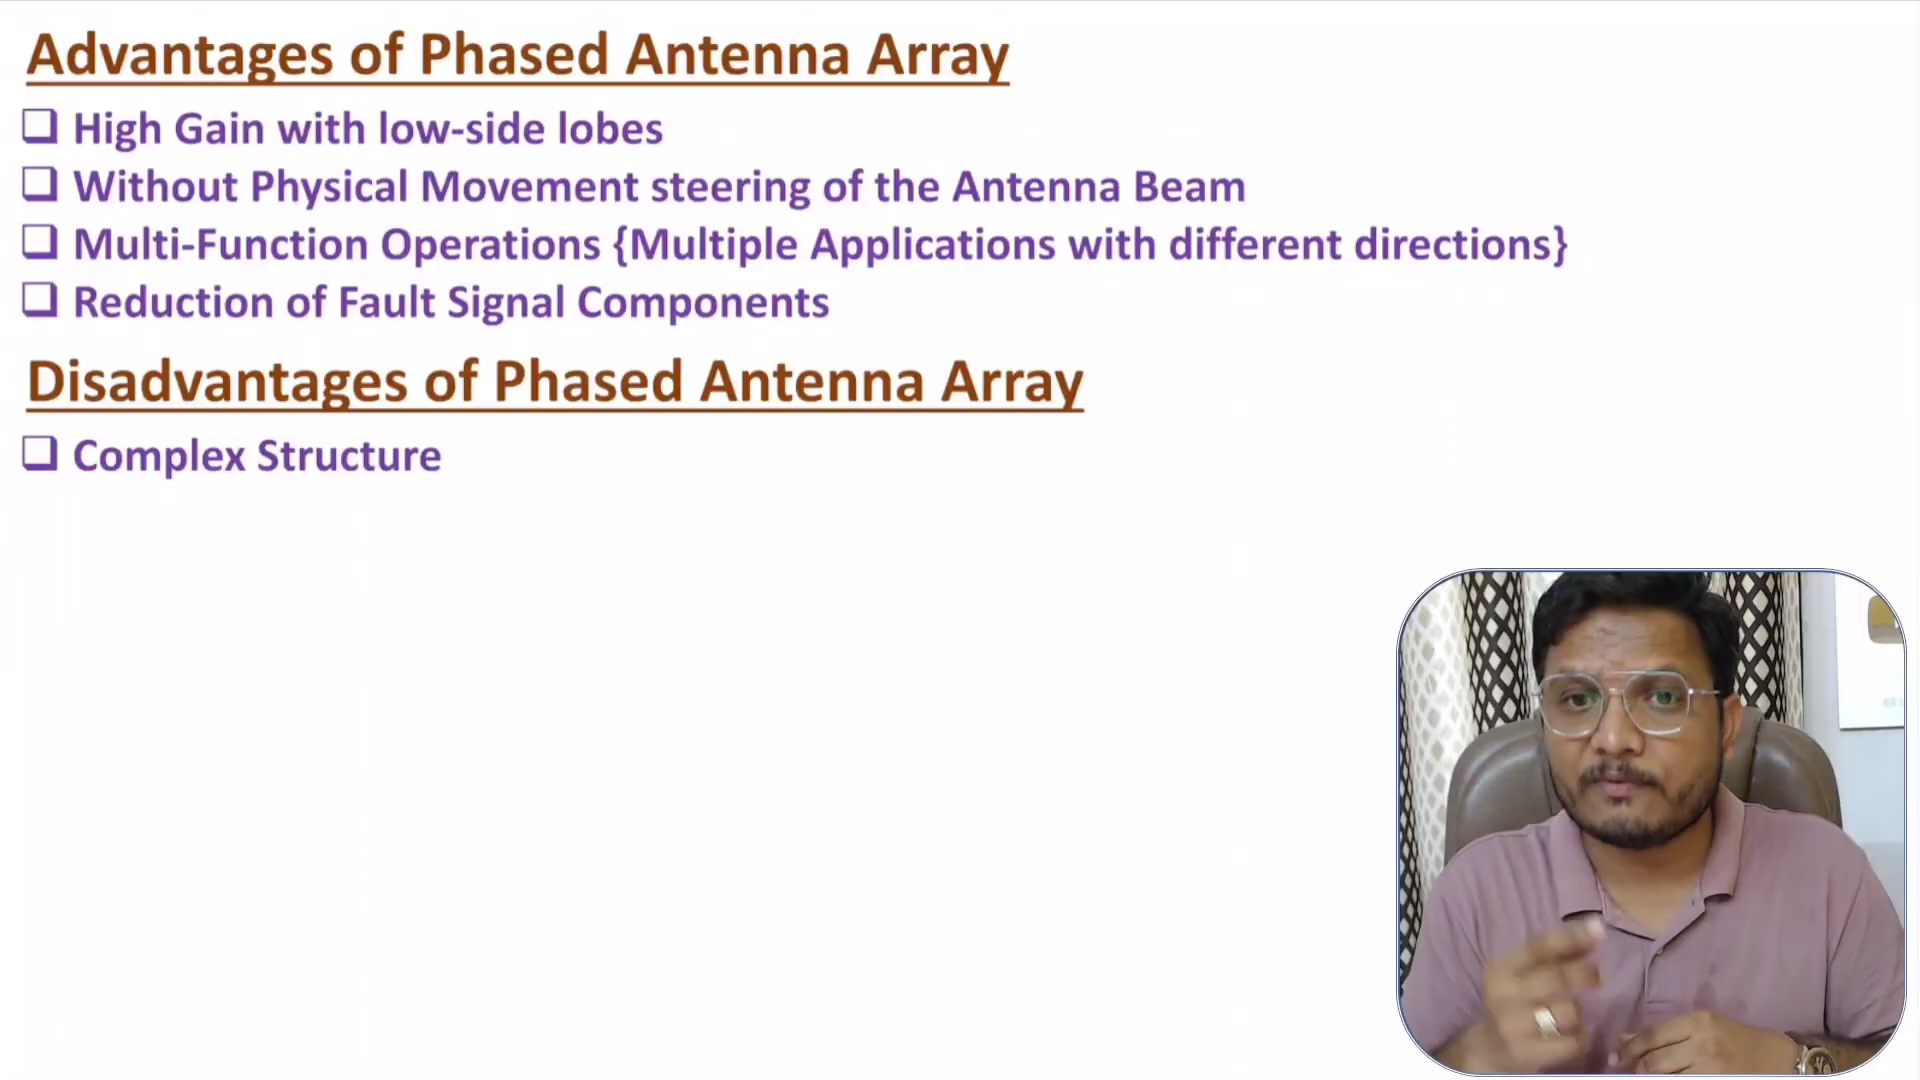 Advantages of Phased Antenna Array
High Gain with low-side lobes
Without Physical Movement steering of the Antenna Beam
Multi-Function Operations {Multiple Applications with different directions}
Reduction of Fault Signal Components
Disadvantages of Phased Antenna Array
Complex Structure